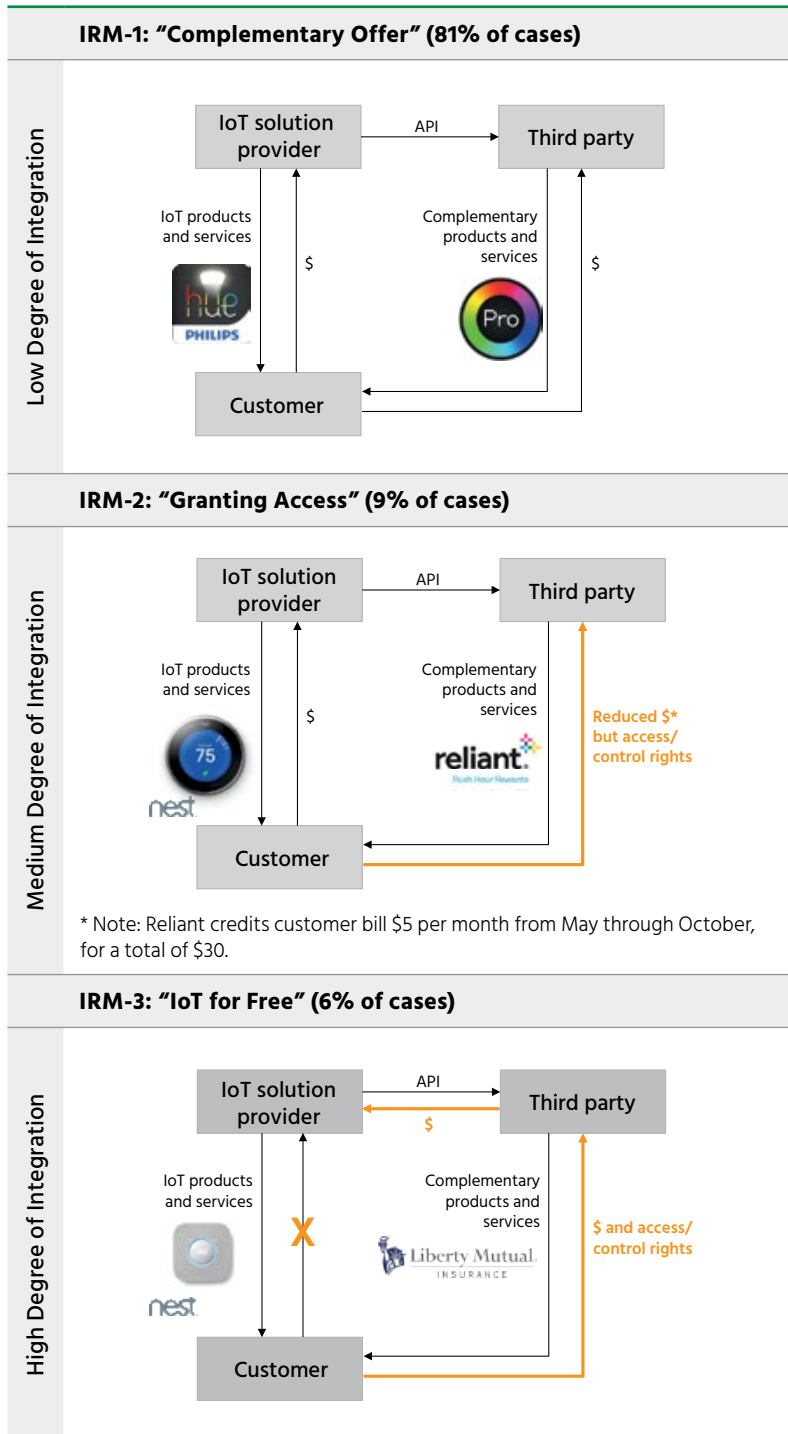 IRM-1: “Complementary Offer” (81% of cases)
Low Degree of Integration
IoT solution
provider
API
Third party
IoT products
and services
$
Complementary
products and
services
$
hue
PHILIPS
Pro
Customer
IRM-2: “Granting Access” (9% of cases)
Medium Degree of Integration
IoT solution
provider
API
Third party
IoT products
and services
$
Complementary
products and
services
Reduced $*
but access/
control rights
75
nest
reliant
Rush Hour Rewards
Customer
* Note: Reliant credits customer bill $5 per month from May through October,
for a total of $30.
IRM-3: “IoT for Free” (6% of cases)
High Degree of Integration
IoT solution
provider
API
$
Third party
IoT products
and services
X
Complementary
products and
services
$ and access/
control rights
nest
Liberty Mutual
INSURANCE
Customer